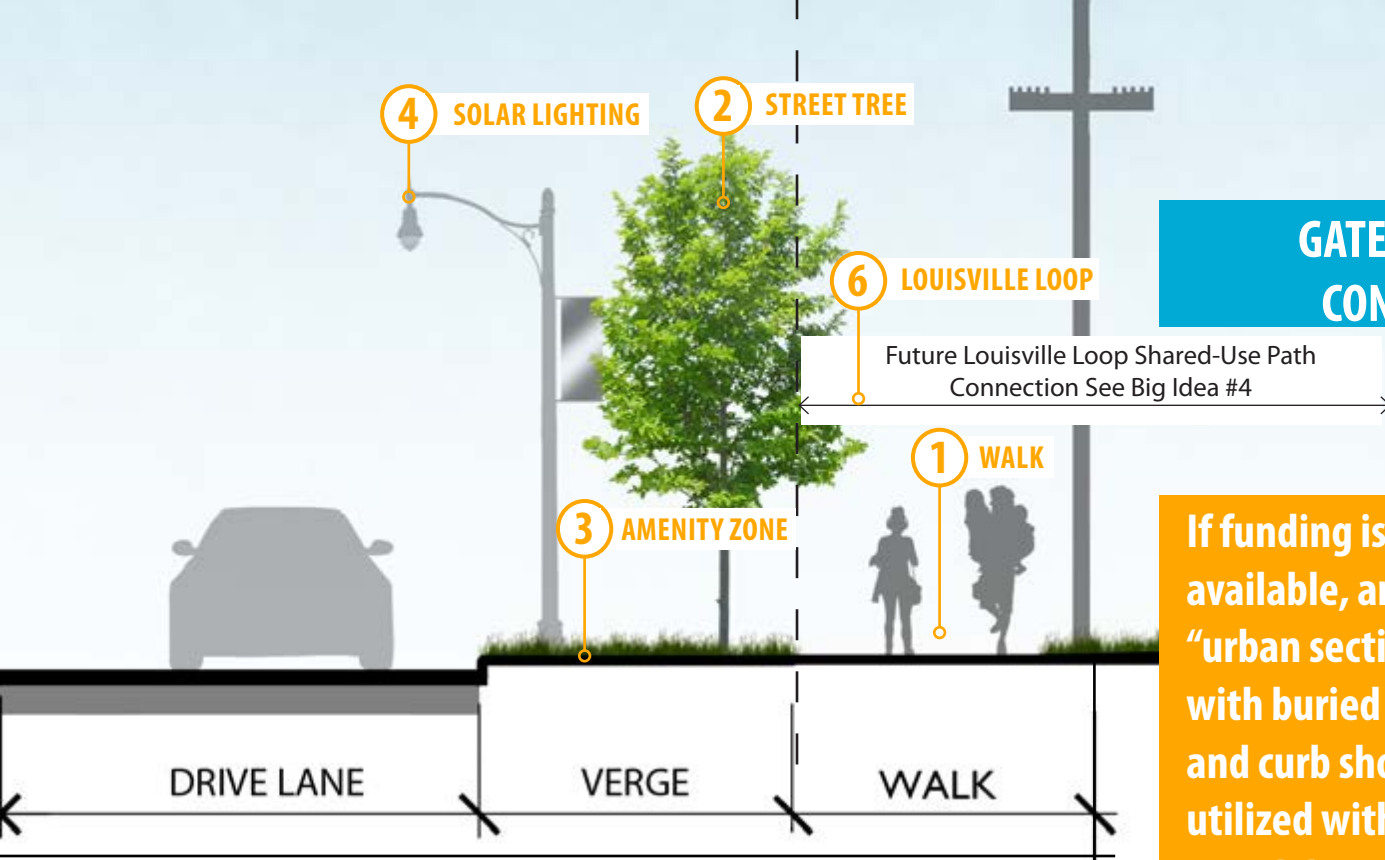 4 SOLAR LIGHTING
2 STREET TREE
6 LOUISVILLE LOOP
Future Louisville Loop Shared-Use Path
Connection See Big Idea #4
1 WALK
3 AMENITY ZONE
GATE
CON
If funding is
available, an
“urban secti
with buried
and curb sho
utilized with
DRIVE LANE
VERGE
WALK